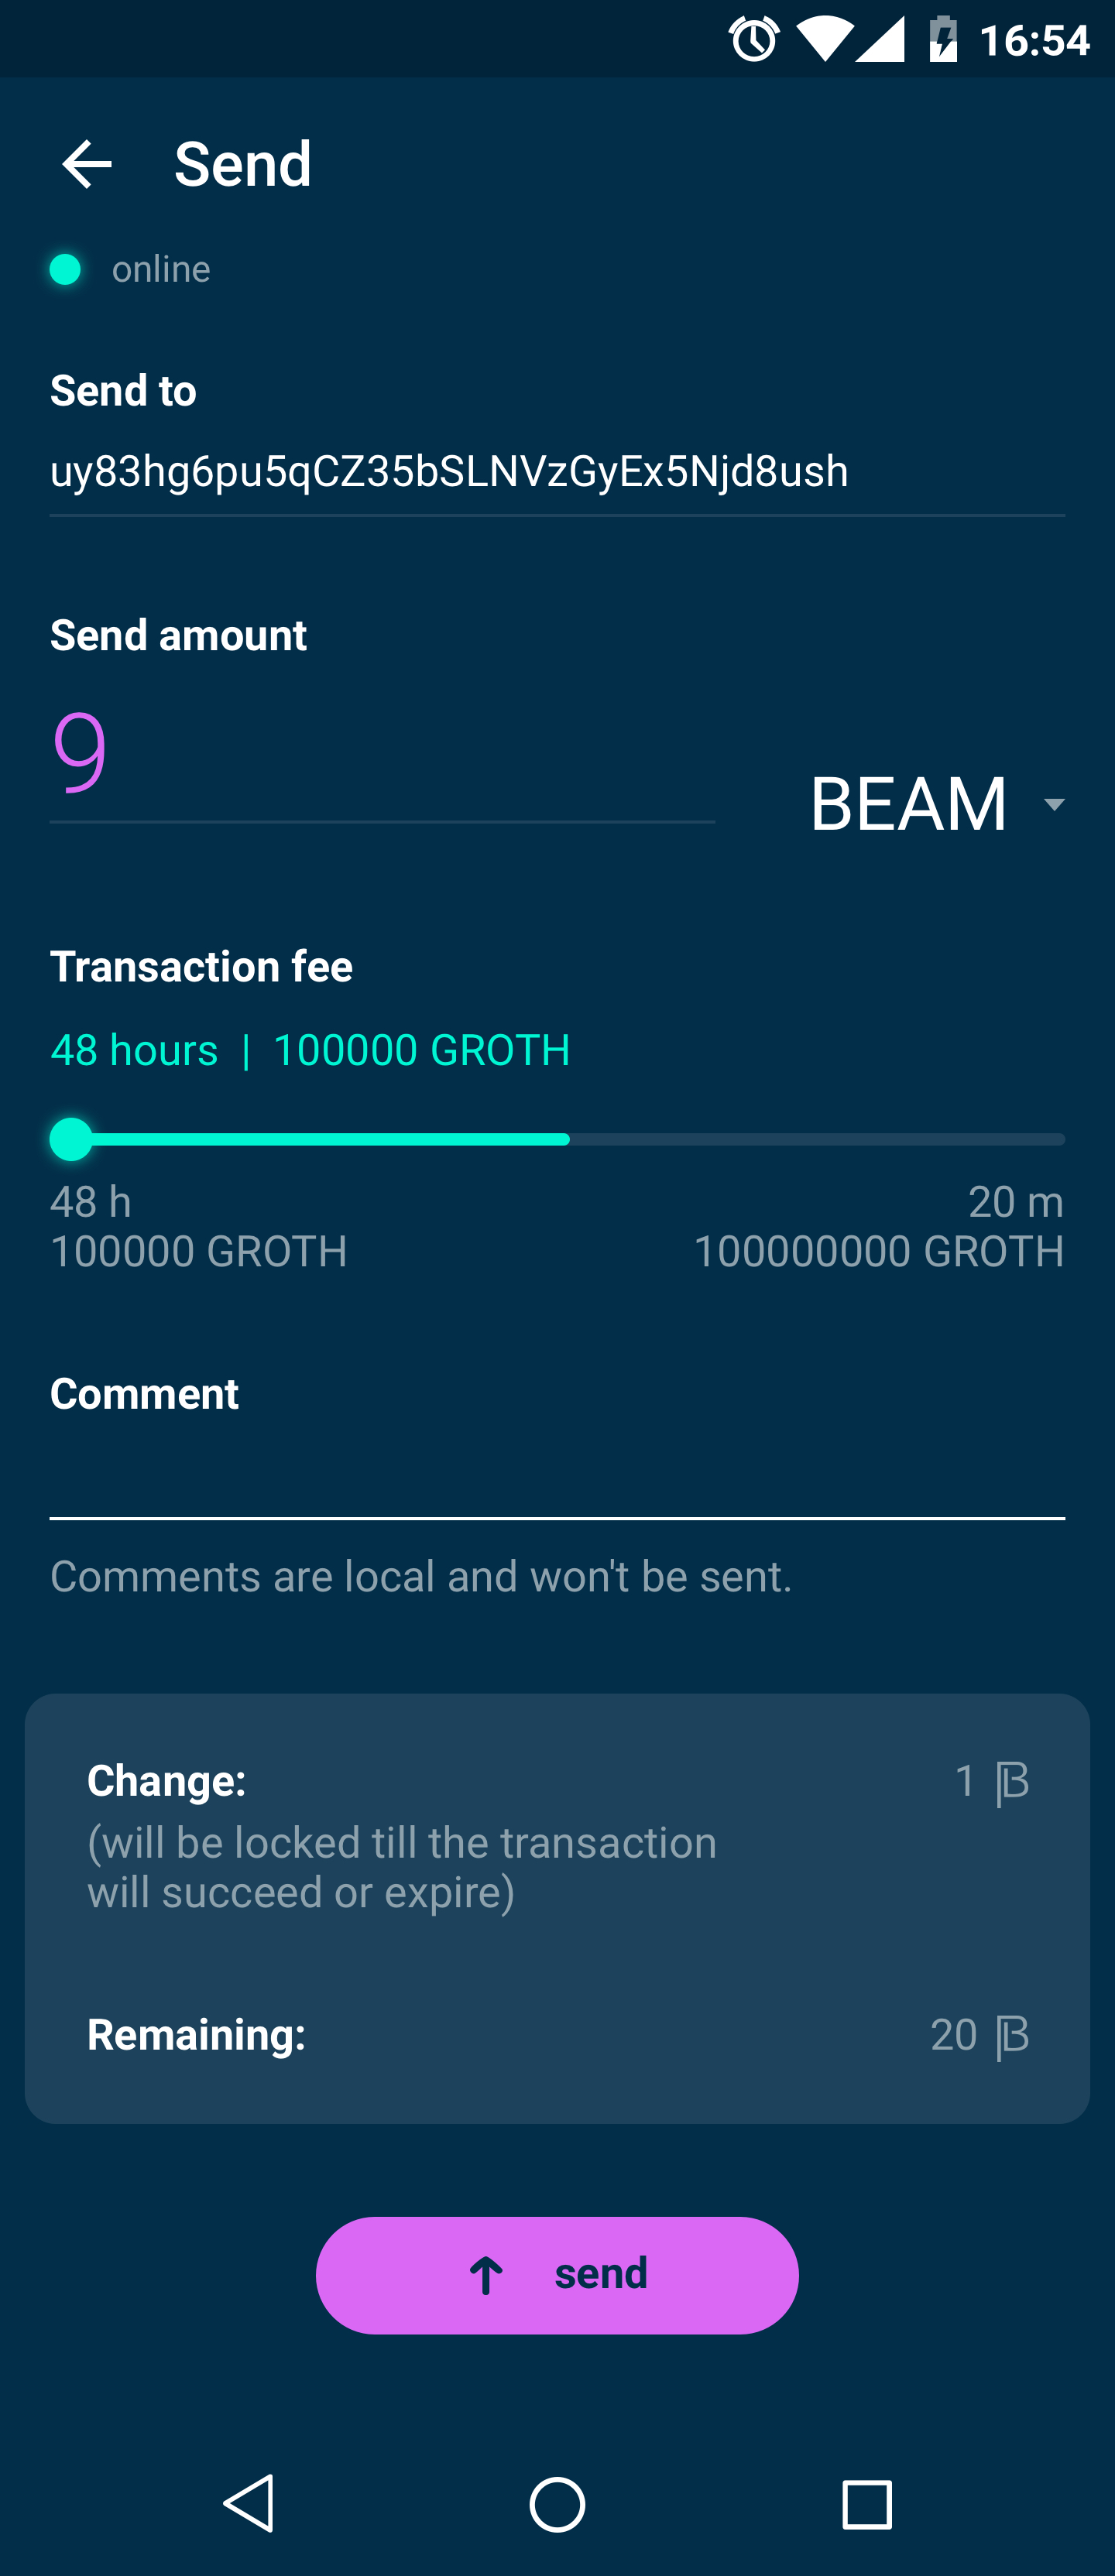 16:54
Send
online
Send to
uy83hg6pu5qCZ35bSLNVzGyEx5Njd8ush
Send amount
9
BEAM
Transaction fee
48 hours | 100000 GROTH
48 h 20 m
100000 GROTH 100000000 GROTH
Comment
Comments are local and won't be sent.
Change: 1
(will be locked till the transaction
will succeed or expire)
Remaining: 20
send